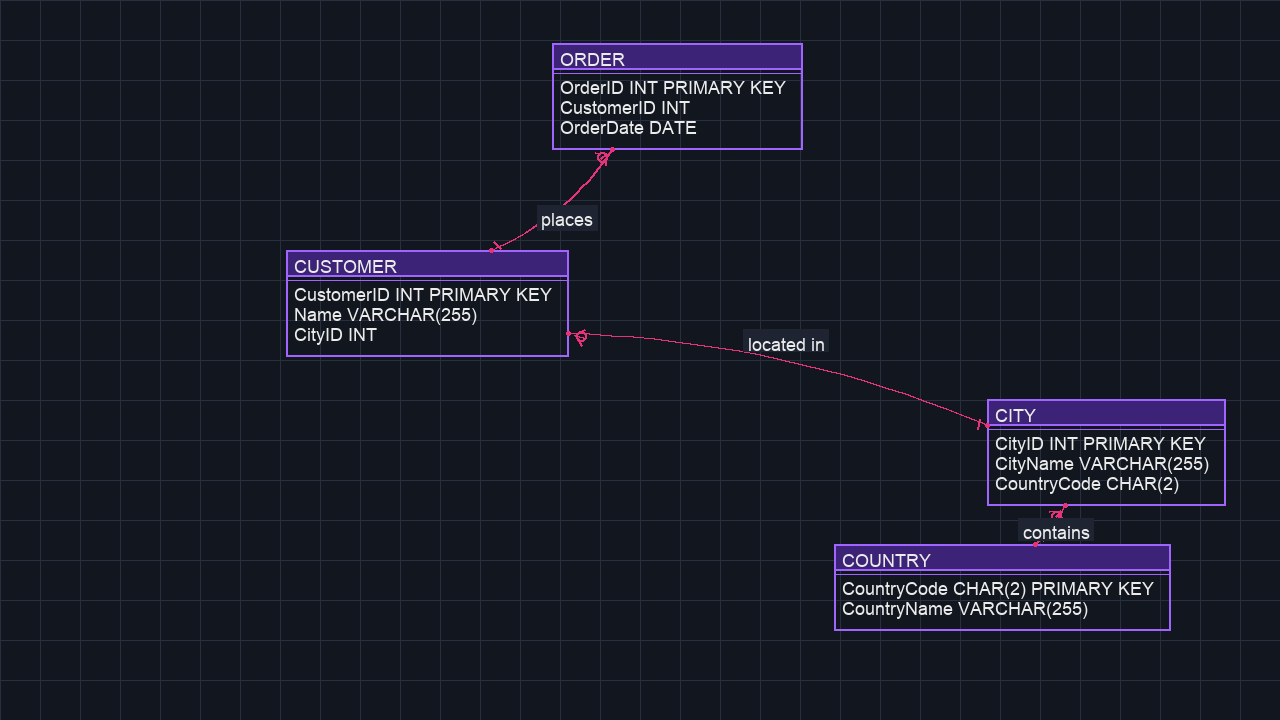 ORDER
OrderID INT PRIMARY KEY
CustomerID INT
OrderDate DATE
places
CUSTOMER
CustomerID INT PRIMARY KEY
Name VARCHAR(255)
CityID INT
located in
CITY
CityID INT PRIMARY KEY
CityName VARCHAR(255)
CountryCode CHAR(2)
contains
COUNTRY
CountryCode CHAR(2) PRIMARY KEY
CountryName VARCHAR(255)